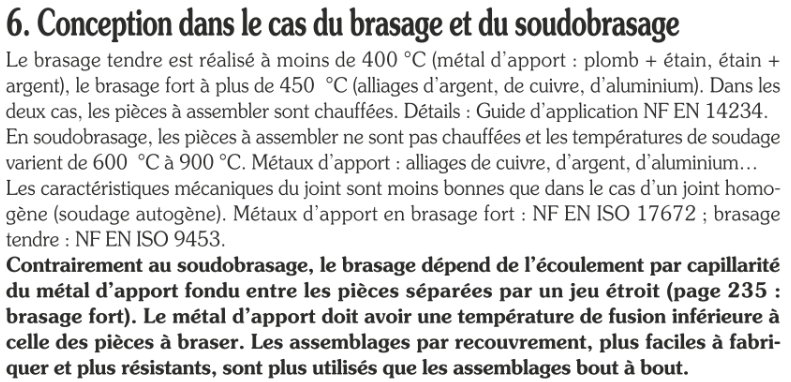 6. Conception dans le cas du brasage et du soudobrasage
Le brasage tendre est réalisé à moins de 400 °C (métal d'apport : plomb + étain, étain +
argent), le brasage fort à plus de 450 °C (alliages d'argent, de cuivre, d'aluminium). Dans les
deux cas, les pièces à assembler sont chauffées. Détails : Guide d'application NF EN 14234.
En soudobrasage, les pièces à assembler ne sont pas chauffées et les températures de soudage
varient de 600 °C à 900 °C. Métaux d'apport : alliages de cuivre, d'argent, d'aluminium…
Les caractéristiques mécaniques du joint sont moins bonnes que dans le cas d'un joint homo-
gène (soudage autogène). Métaux d'apport en brasage fort : NF EN ISO 17672 ; brasage
tendre : NF EN ISO 9453.
Contrairement au soudobrasage, le brasage dépend de l'écoulement par capillarité
du métal d'apport fondu entre les pièces séparées par un jeu étroit (page 235 :
brasage fort). Le métal d'apport doit avoir une température de fusion inférieure à
celle des pièces à braser. Les assemblages par recouvrement, plus faciles à fabri-
quer et plus résistants, sont plus utilisés que les assemblages bout à bout.